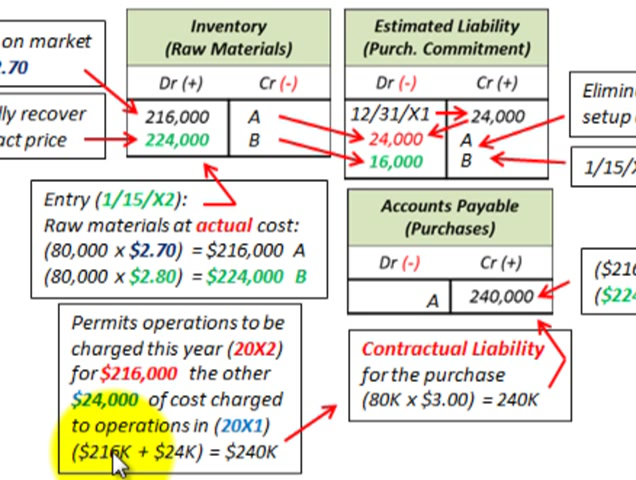 on market
.70
lly recover
act price
Inventory
(Raw Materials)
Dr (+) Cr (-)
216,000 A
224,000 B
Estimated Liability
(Purch. Commitment)
Dr (-) Cr (+)
12/31/X1 24,000
24,000 A
16,000 B
Elimin
setup
1/15/X
Entry (1/15/X2):
Raw materials at actual cost:
(80,000 x $2.70) = $216,000 A
(80,000 x $2.80) = $224,000 B
Accounts Payable
(Purchases)
Dr (-) Cr (+)
A 240,000
($216
($224
Permits operations to be
charged this year (20X2)
for $216,000 the other
$24,000 of cost charged
to operations in (20X1)
($216K + $24K) = $240K
Contractual Liability
for the purchase
(80K x $3.00) = 240K